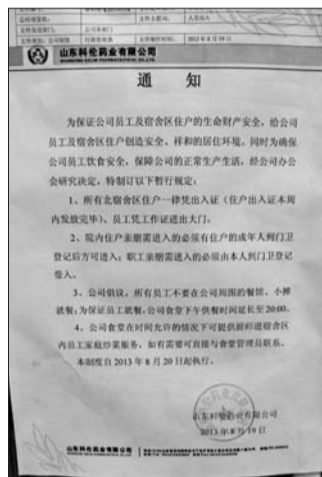 山东科伦药业有限公司
通 知
为保证公司员工及宿舍区住户的生命财产安全、给公司
员工及宿舍区住户创造安全、祥和的居住环境，同时为确保
公司员工饮食安全，保障公司的正常生产生活，经公司办公
会研究决定，特制订以下暂行规定：
1、所有北宿舍区住户一律凭出入证（住户出入证本周
内发放完毕）、员工凭工作证进出大门。
2、院内住户亲朋需进入的必须有住户的成年人到门卫
登记后方可进入；职工亲朋需进入的必须由本人到门卫登记
带入。
3、公司倡议，所有员工不要在公司周围的餐馆、小摊
就餐；为保证员工就餐，公司食堂下午供餐时间延长至20:00。
4、公司食堂在时间允许的情况下可提供厨师进宿舍区
内员工家庭炒菜服务。如有需要可直接与食堂管理员联系。
本制度自 2013 年 8 月 20 日起执行。
山东科伦药业有限公司
2013 年 8 月 19 日
山东科伦药业有限公司